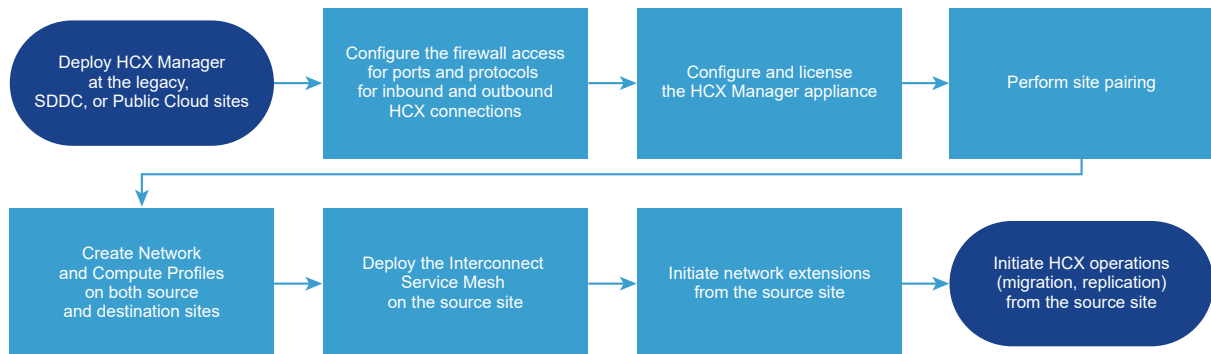 Deploy HCX Manager
at the legacy,
SDDC, or Public Cloud sites
Configure the firewall access
for ports and protocols
for inbound and outbound
HCX connections
Configure and license
the HCX Manager appliance
Perform site pairing
Create Network
and Compute Profiles
on both source
and destination sites
Deploy the Interconnect
Service Mesh
on the source site
Initiate network extensions
from the source site
Initiate HCX operations
(migration, replication)
from the source site